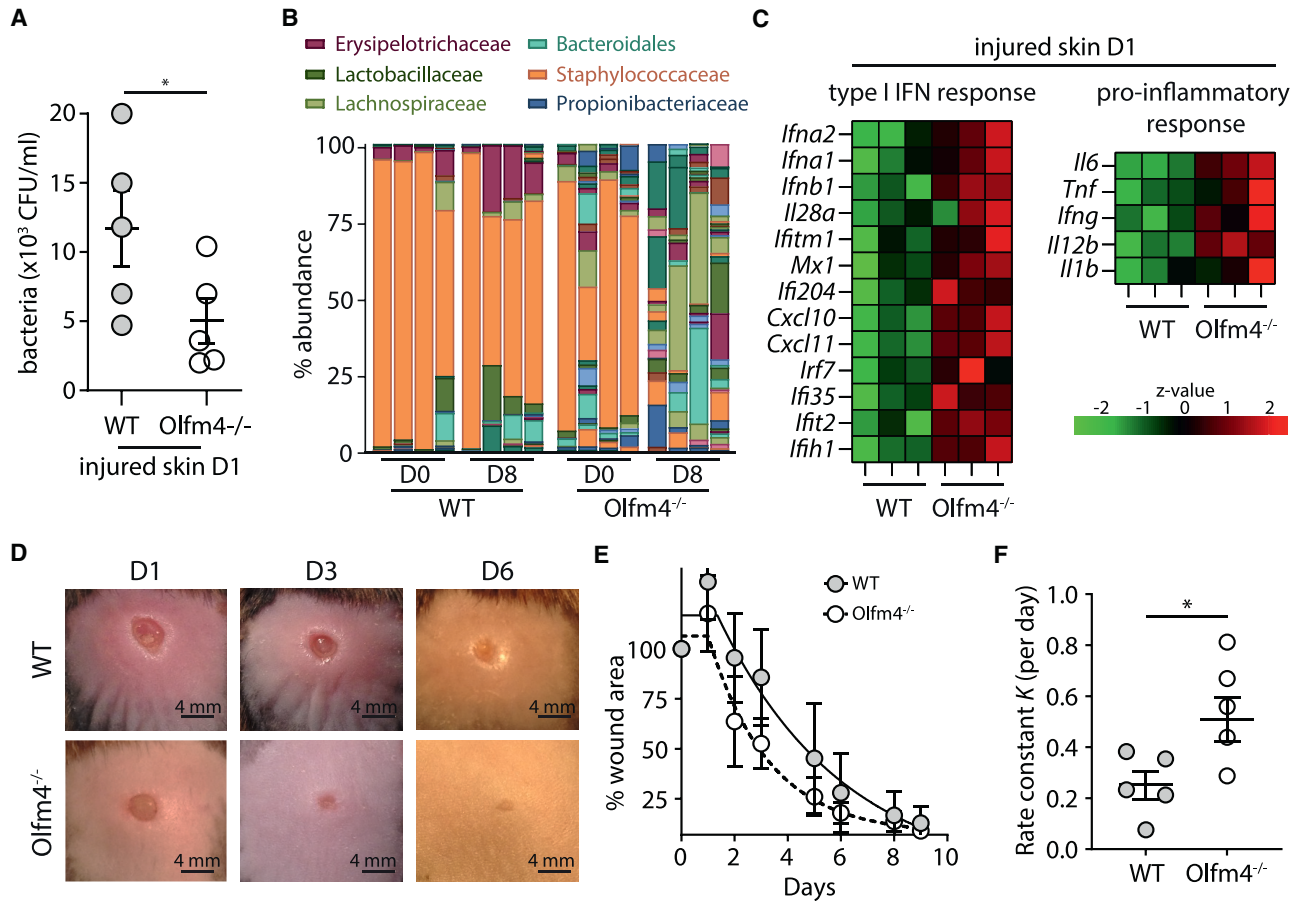 A
*
20
15
10
5
0
bacteria (x10³ CFU/ml)
WT Olfm4-/-
injured skin D1
B
Erysipelotrichaceae Bacteroidales
Lactobacillaceae Staphylococcaceae
Lachnospiraceae Propionibacteriaceae
100
75
50
25
0
% abundance
D0 D8 D0 D8
WT Olfm4-/-
C
injured skin D1
type I IFN response
Ifna2
Ifna1
Ifnb1
Il28a
Ifitm1
Mx1
Ifi204
Cxcl10
Cxcl11
Irf7
Ifi35
Ifit2
Ifih1
WT Olfm4-/-
pro-inflammatory
response
Il6
Tnf
Ifng
Il12b
Il1b
WT Olfm4-/-
z-value
-2 -1 0 1 2
D
D1 D3 D6
WT
4 mm 4 mm 4 mm
Olfm4-/-
4 mm 4 mm 4 mm
E
WT
Olfm4-/-
100
75
50
25
% wound area
0 2 4 6 8 10
Days
F
*
1.0
0.8
0.6
0.4
0.2
0.0
Rate constant K (per day)
WT Olfm4-/-